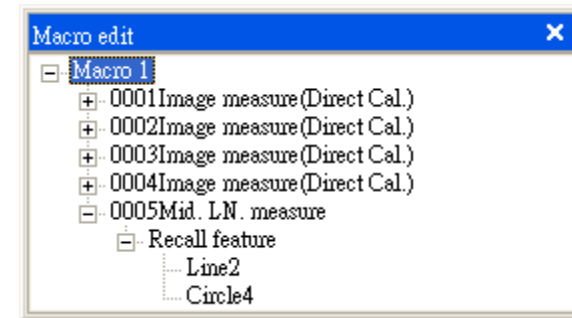 Macro edit
Macro 1
0001Image measure(Direct Cal.)
0002Image measure(Direct Cal.)
0003Image measure(Direct Cal.)
0004Image measure(Direct Cal.)
0005Mid. LN. measure
Recall feature
Line2
Circle4